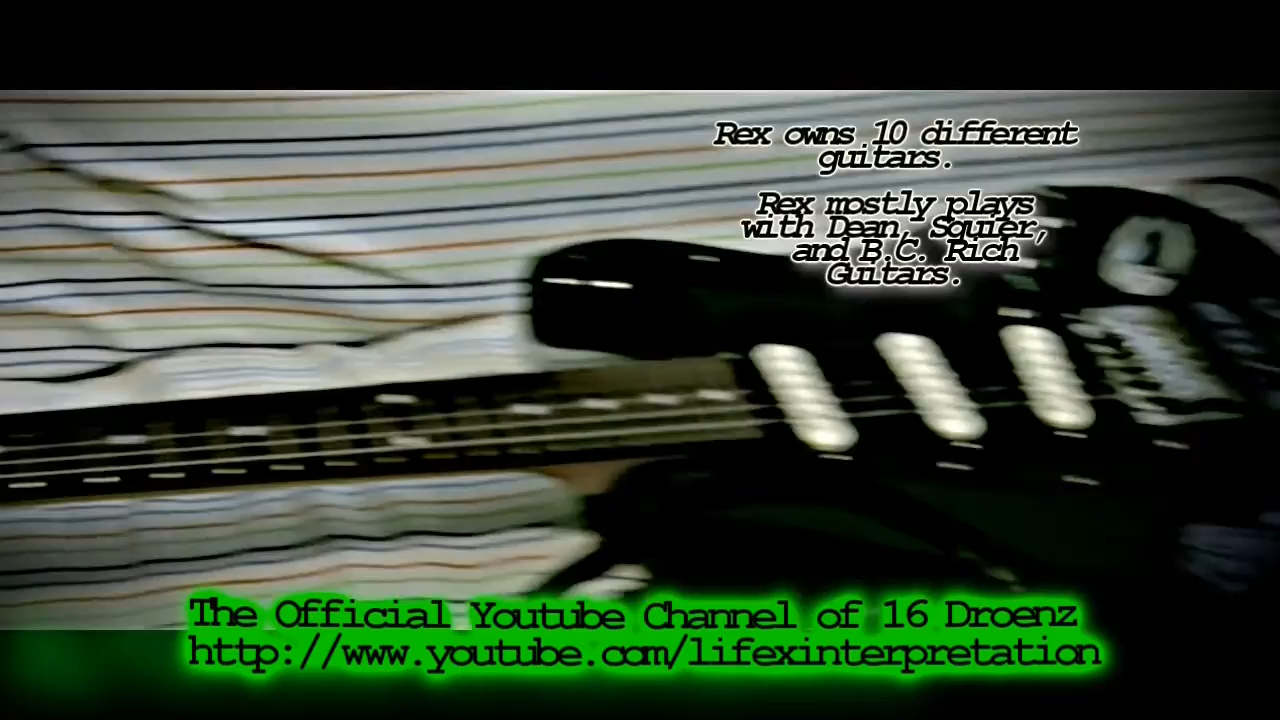 Rex owns 10 different
guitars.
Rex mostly plays
with Dean, Squier,
and B.C. Rich
Guitars.
The Official Youtube Channel of 16 Droenz
http://www.youtube.com/lifexinterpretation